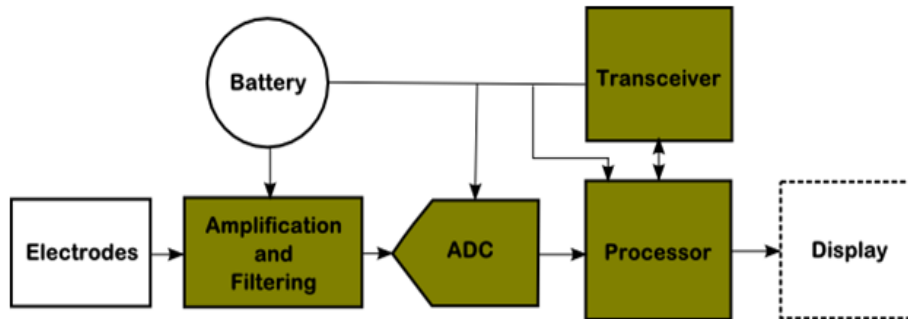 Battery
Transceiver
Electrodes
Amplification
and
Filtering
ADC
Processor
Display